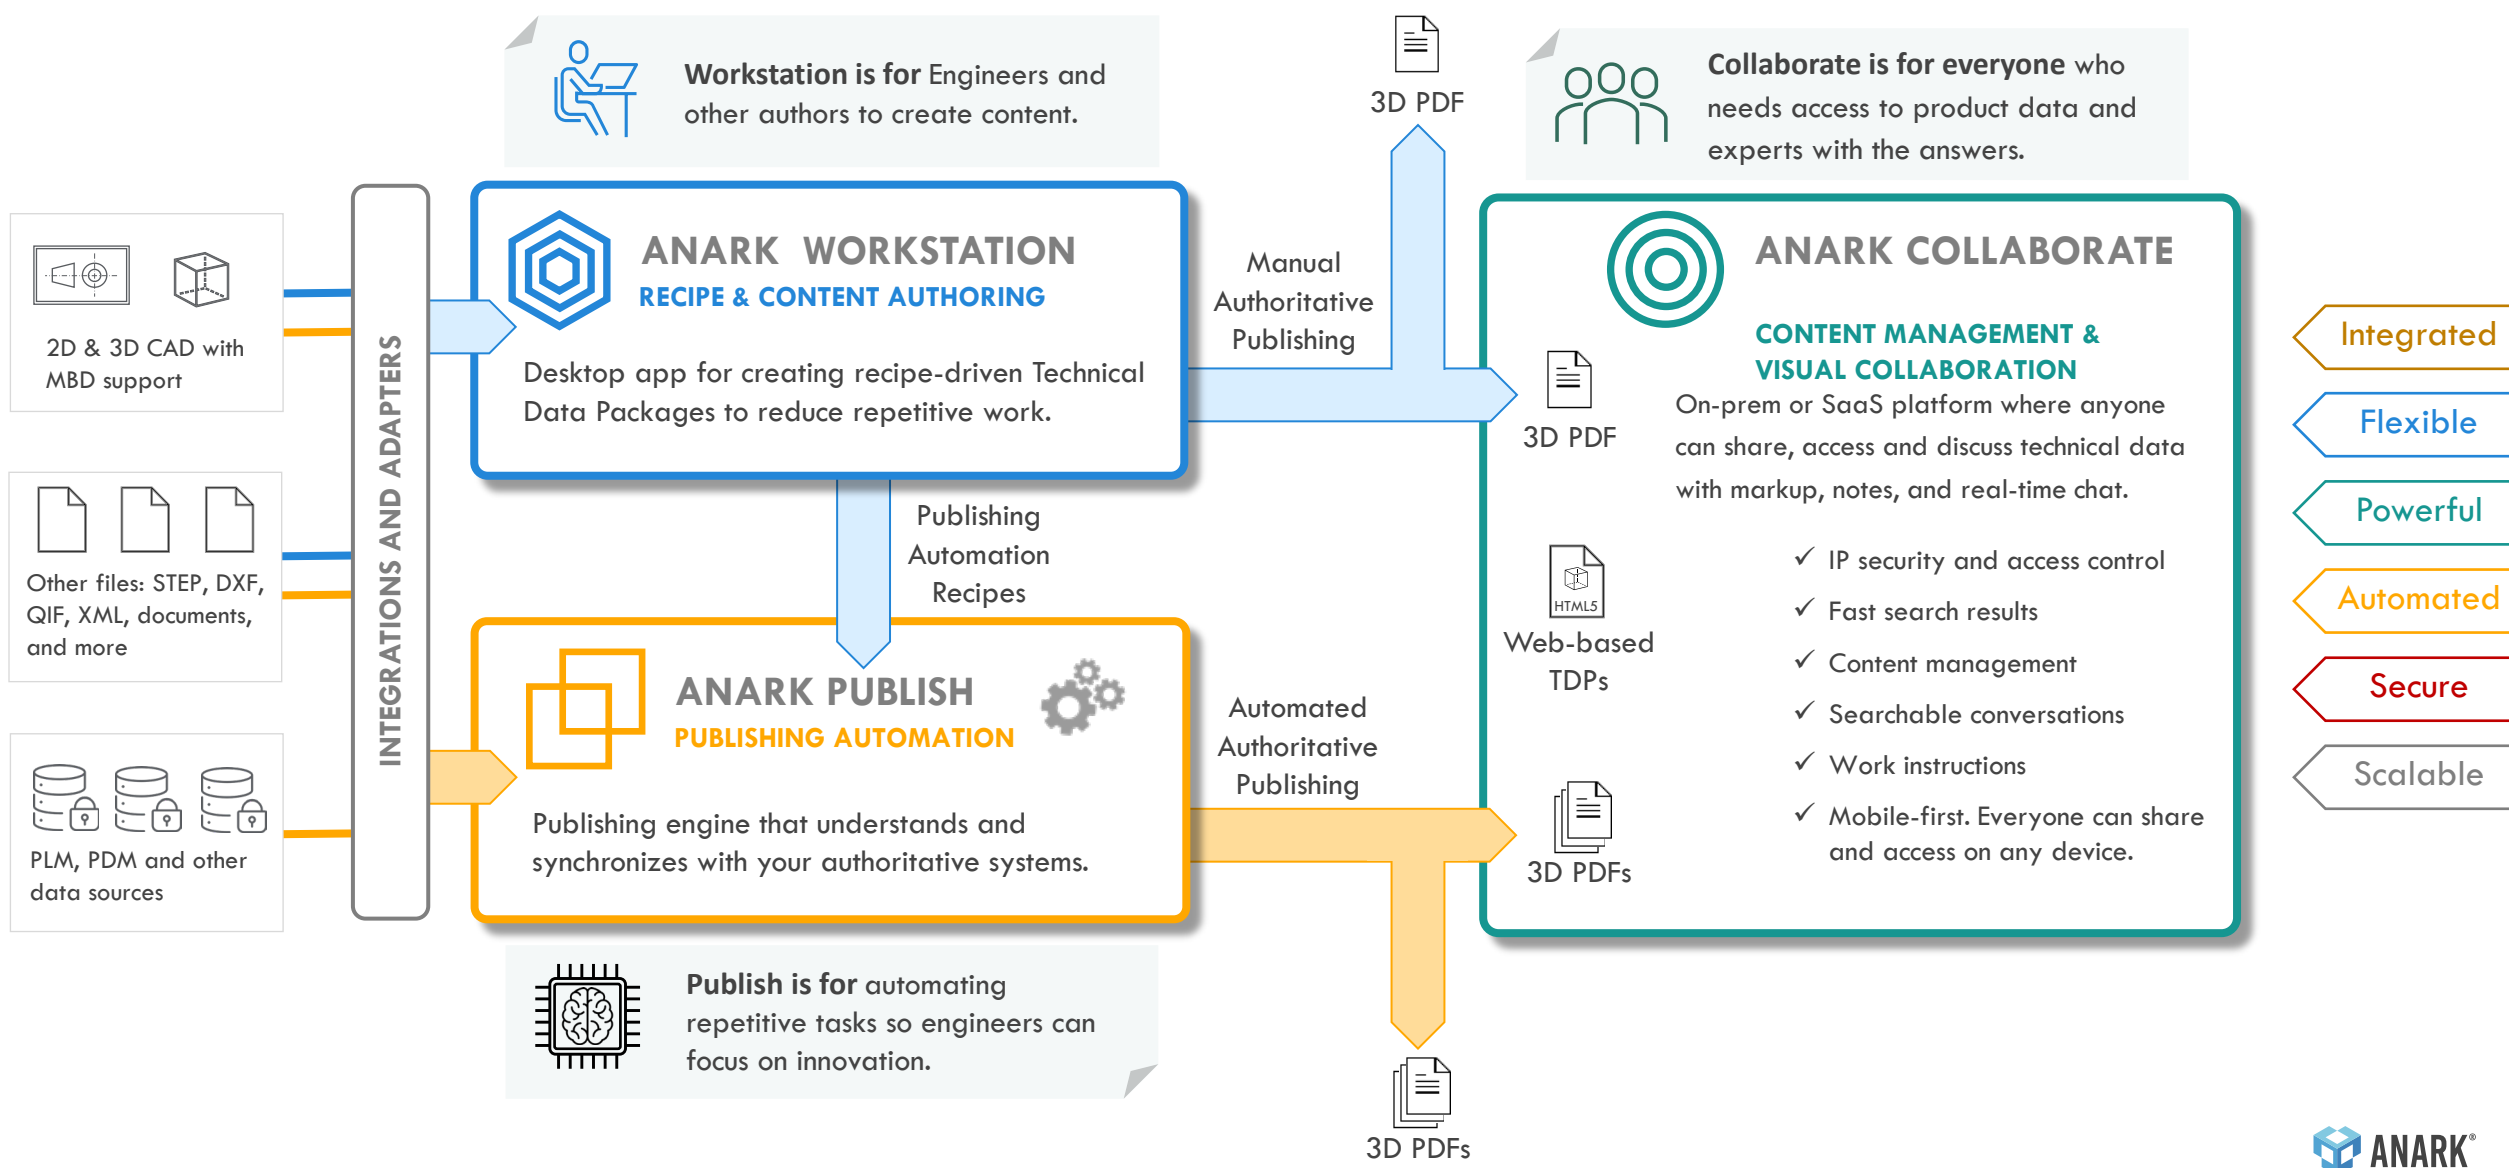 Workstation is for Engineers and
other authors to create content.
3D PDF
Collaborate is for everyone who
needs access to product data and
experts with the answers.
2D & 3D CAD with
MBD support
Other files: STEP, DXF,
QIF, XML, documents,
and more
PLM, PDM and other
data sources
INTEGRATIONS AND ADAPTERS
ANARK WORKSTATION
RECIPE & CONTENT AUTHORING
Desktop app for creating recipe-driven Technical
Data Packages to reduce repetitive work.
Manual
Authoritative
Publishing
Publishing
Automation
Recipes
ANARK PUBLISH
PUBLISHING AUTOMATION
Publishing engine that understands and
synchronizes with your authoritative systems.
Automated
Authoritative
Publishing
Publish is for automating
repetitive tasks so engineers can
focus on innovation.
3D PDFs
ANARK COLLABORATE
CONTENT MANAGEMENT &
VISUAL COLLABORATION
On-prem or SaaS platform where anyone
can share, access and discuss technical data
with markup, notes, and real-time chat.
3D PDF
HTML5
Web-based
TDPs
3D PDFs
✓ IP security and access control
✓ Fast search results
✓ Content management
✓ Searchable conversations
✓ Work instructions
✓ Mobile-first. Everyone can share
and access on any device.
Integrated
Flexible
Powerful
Automated
Secure
Scalable
ANARK®